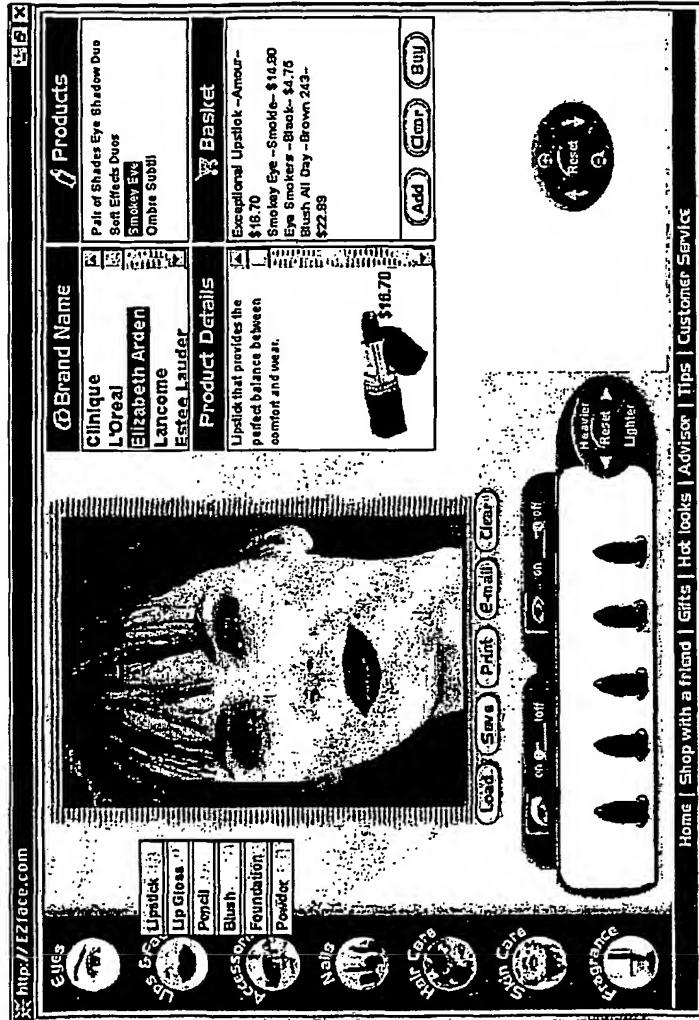 http://EZface.com
Eyes
Lips & Fa
Accessor
Nails
Hair Care
Skin Care
Fragrance
Lipstick
Lip Gloss
Pencil
Blush
Foundation
Powder
Load
Save
Print
E-mail
Clear
on
off
on
off
Heavier
Reset
Lighter
Brand Name
Clinique
L'Oreal
Elizabeth Arden
Lancome
Estee Lauder
Products
Pair of Shades Eye Shadow Duo
Soft Effects Duos
Smokey Eye
Ombre Subtil
Product Details
Lipstick that provides the
perfect balance between
comfort and wear.
$16.70
Basket
Exceptional Lipstick –Amour–
$16.70
Smokey Eye –Smokie– $14.80
Eye Smokers –Black– $4.75
Blush All Day –Brown 243–
$22.99
Add
Clear
Buy
Reset
Home | Shop with a friend | Gifts | Hot looks | Advisor | Tips | Customer Service